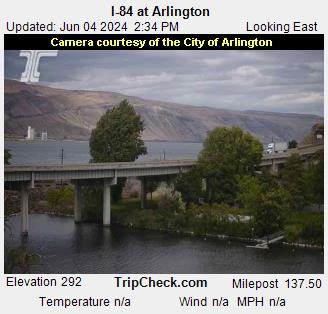 I-84 at Arlington
Updated: Jun 04 2024 2:34 PM Looking East
Camera courtesy of the City of Arlington
Elevation 292 TripCheck.com Milepost 137.50
Temperature n/a Wind n/a MPH n/a